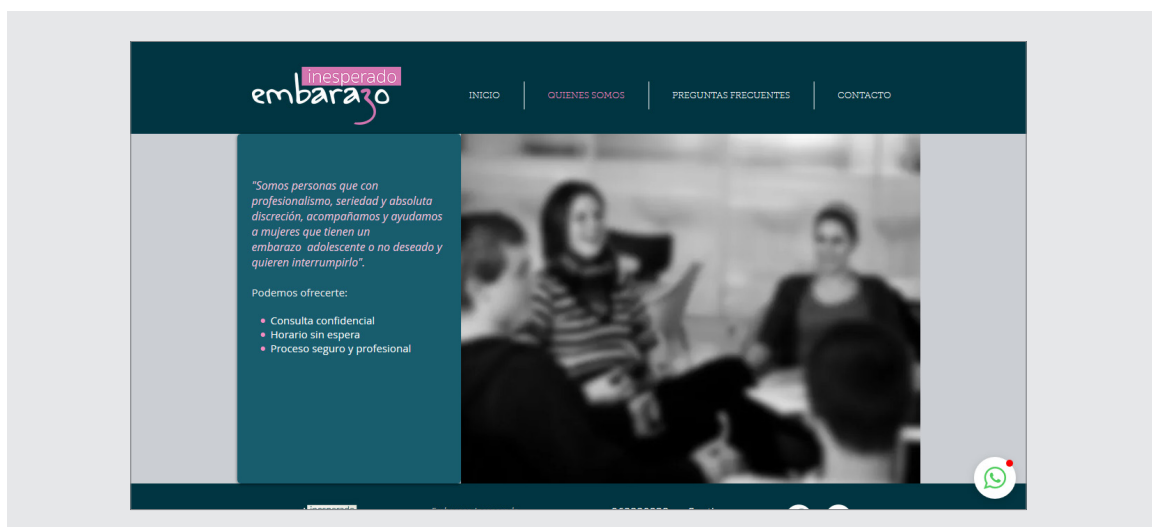 inesperado
embarazo
INICIO
QUIENES SOMOS
PREGUNTAS FRECUENTES
CONTACTO
"Somos personas que con
profesionalismo, seriedad y absoluta
discreción, acompañamos y ayudamos
a mujeres que tienen un
embarazo  adolescente o no deseado y
quieren interrumpirlo".
Podemos ofrecerte:
• Consulta confidencial
• Horario sin espera
• Proceso seguro y profesional